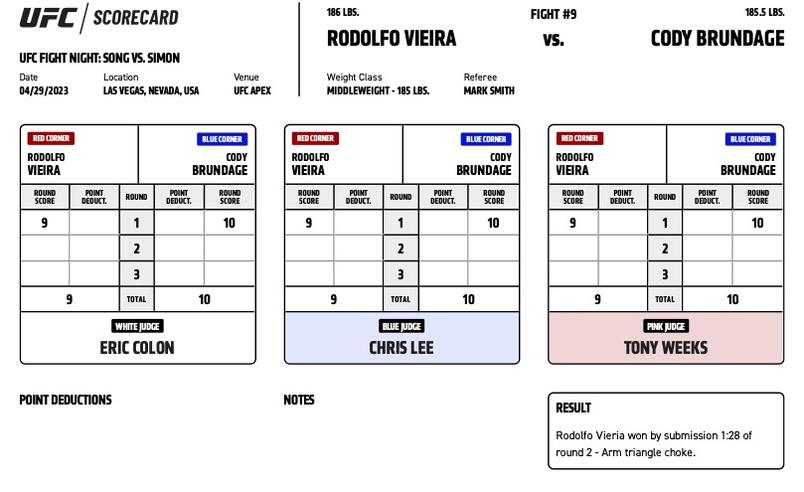 UFC SCORECARD
UFC FIGHT NIGHT: SONG VS. SIMON
Date Location Venue
04/29/2023 LAS VEGAS, NEVADA, USA UFC APEX
186 LBS. FIGHT #9 185.5 LBS.
RODOLFO VIEIRA VS. CODY BRUNDAGE
Weight Class Referee
MIDDLEWEIGHT - 185 LBS. MARK SMITH
RED CORNER BLUE CORNER
RODOLFO CODY
VIEIRA BRUNDAGE
ROUND POINT ROUND POINT ROUND
SCORE DEDUCT. DEDUCT. SCORE
9 1 10
2
3
9 TOTAL 10
WHITE JUDGE
ERIC COLON
RED CORNER BLUE CORNER
RODOLFO CODY
VIEIRA BRUNDAGE
ROUND POINT ROUND POINT ROUND
SCORE DEDUCT. DEDUCT. SCORE
9 1 10
2
3
9 TOTAL 10
BLUE JUDGE
CHRIS LEE
RED CORNER BLUE CORNER
RODOLFO CODY
VIEIRA BRUNDAGE
ROUND POINT ROUND POINT ROUND
SCORE DEDUCT. DEDUCT. SCORE
9 1 10
2
3
9 TOTAL 10
PINK JUDGE
TONY WEEKS
POINT DEDUCTIONS
NOTES
RESULT
Rodolfo Vieria won by submission 1:28 of
round 2 - Arm triangle choke.